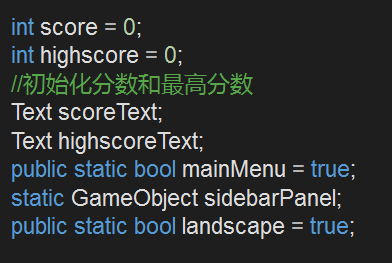 int score = 0;
int highscore = 0;
//初始化分数和最高分数
Text scoreText;
Text highscoreText;
public static bool mainMenu = true;
static GameObject sidebarPanel;
public static bool landscape = true;